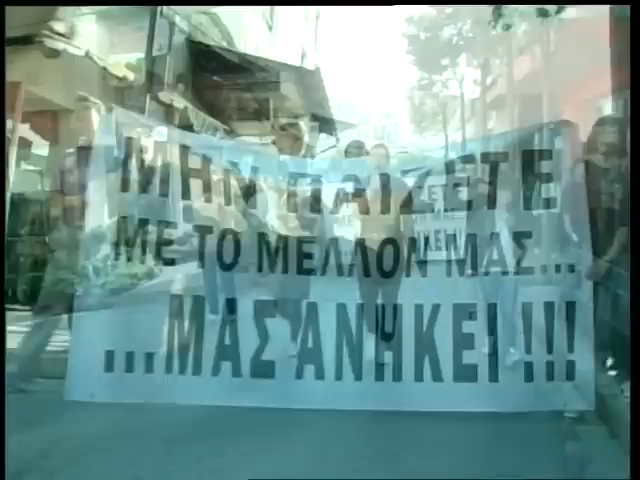 ΜΗΝ ΠΑΙΖΕΤΕ
ΜΕ ΤΟ ΜΕΛΛΟΝ ΜΑΣ...
...ΜΑΣ ΑΝΗΚΕΙ !!!